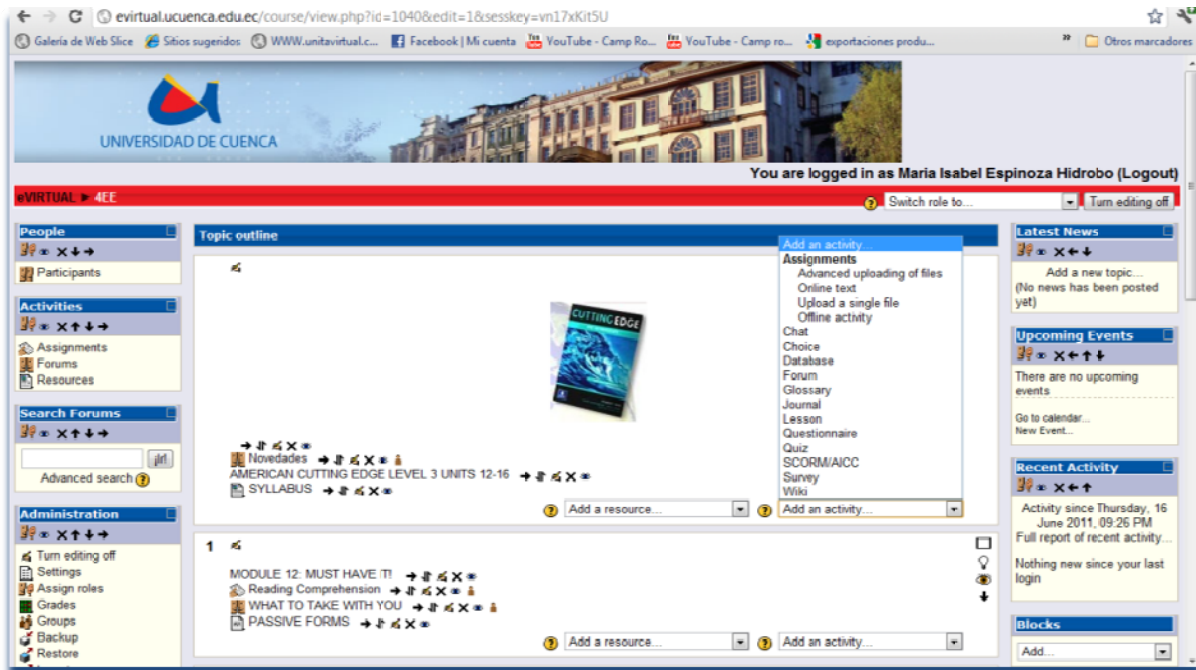 evirtual.ucuenca.edu.ec/course/view.php?id=1040&edit=1&sesskey=vn17xKit5U
Galería de Web Slice Sitios sugeridos WWW.unitavirtual.c... Facebook | Mi cuenta YouTube - Camp Ro... YouTube - Camp ro... exportaciones produ... » Otros marcadores
UNIVERSIDAD DE CUENCA
You are logged in as Maria Isabel Espinoza Hidrobo (Logout)
eVIRTUAL ► 4EE
Switch role to... Turn editing off
People
Participants
Activities
Assignments
Forums
Resources
Search Forums
Advanced search
Administration
Turn editing off
Settings
Assign roles
Grades
Groups
Backup
Restore
Topic outline
CUTTING EDGE
Novedades
AMERICAN CUTTING EDGE LEVEL 3 UNITS 12-16
SYLLABUS
Add a resource...
Add an activity...
Add an activity...
Assignments
Advanced uploading of files
Online text
Upload a single file
Offline activity
Chat
Choice
Database
Forum
Glossary
Journal
Lesson
Questionnaire
Quiz
SCORM/AICC
Survey
Wiki
1
MODULE 12: MUST HAVE IT!
Reading Comprehension
WHAT TO TAKE WITH YOU
PASSIVE FORMS
Add a resource...
Add an activity...
Latest News
Add a new topic...
(No news has been posted
yet)
Upcoming Events
There are no upcoming
events
Go to calendar...
New Event...
Recent Activity
Activity since Thursday, 16
June 2011, 09:26 PM
Full report of recent activity...
Nothing new since your last
login
Blocks
Add...